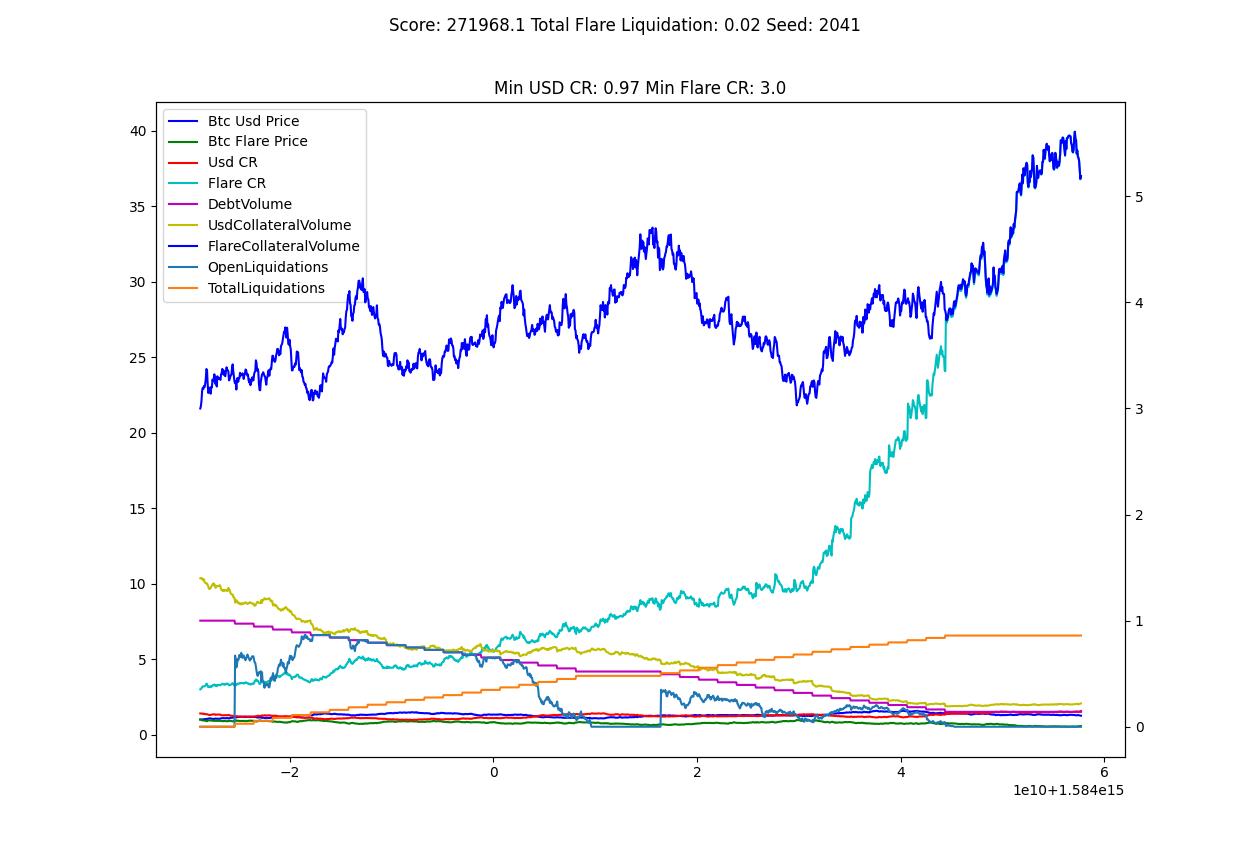 Score: 271968.1 Total Flare Liquidation: 0.02 Seed: 2041
Min USD CR: 0.97 Min Flare CR: 3.0
Btc Usd Price
Btc Flare Price
Usd CR
Flare CR
DebtVolume
UsdCollateralVolume
FlareCollateralVolume
OpenLiquidations
TotalLiquidations
40
35
30
25
20
15
10
5
0
5
4
3
2
1
0
−2
0
2
4
6
1e10+1.584e15